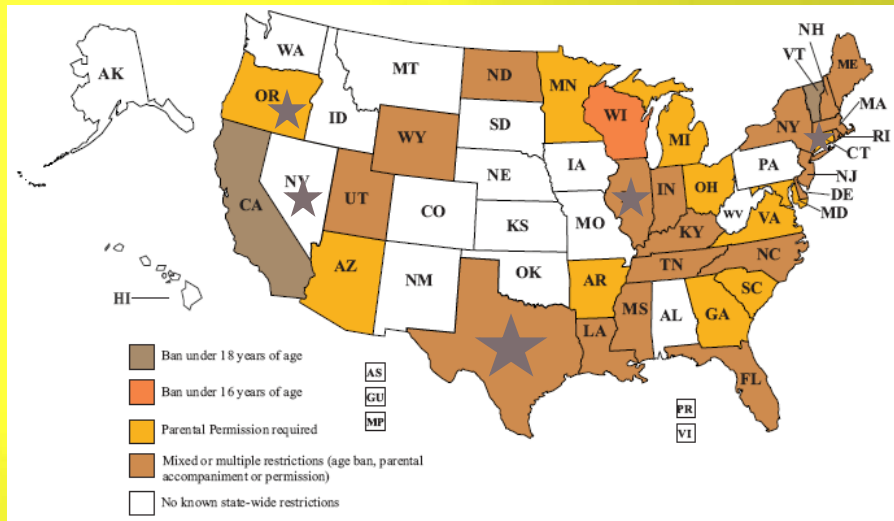 NH
VT
WA
ME
AK
MT
ND
MN
OR
MA
ID
WI
SD
NY
MI
RI
WY
CT
IA
PA
NJ
NE
NV
OH
DE
IN
UT
MD
CA
CO
WV
VA
KS
MO
KY
NC
TN
OK
AZ
NM
AR
SC
HI
MS
AL
GA
LA
FL
Ban under 18 years of age
AS
Ban under 16 years of age
GU
PR
MP
Parental Permission required
VI
Mixed or multiple restrictions (age ban, parental
accompaniment or permission)
No known state-wide restrictions